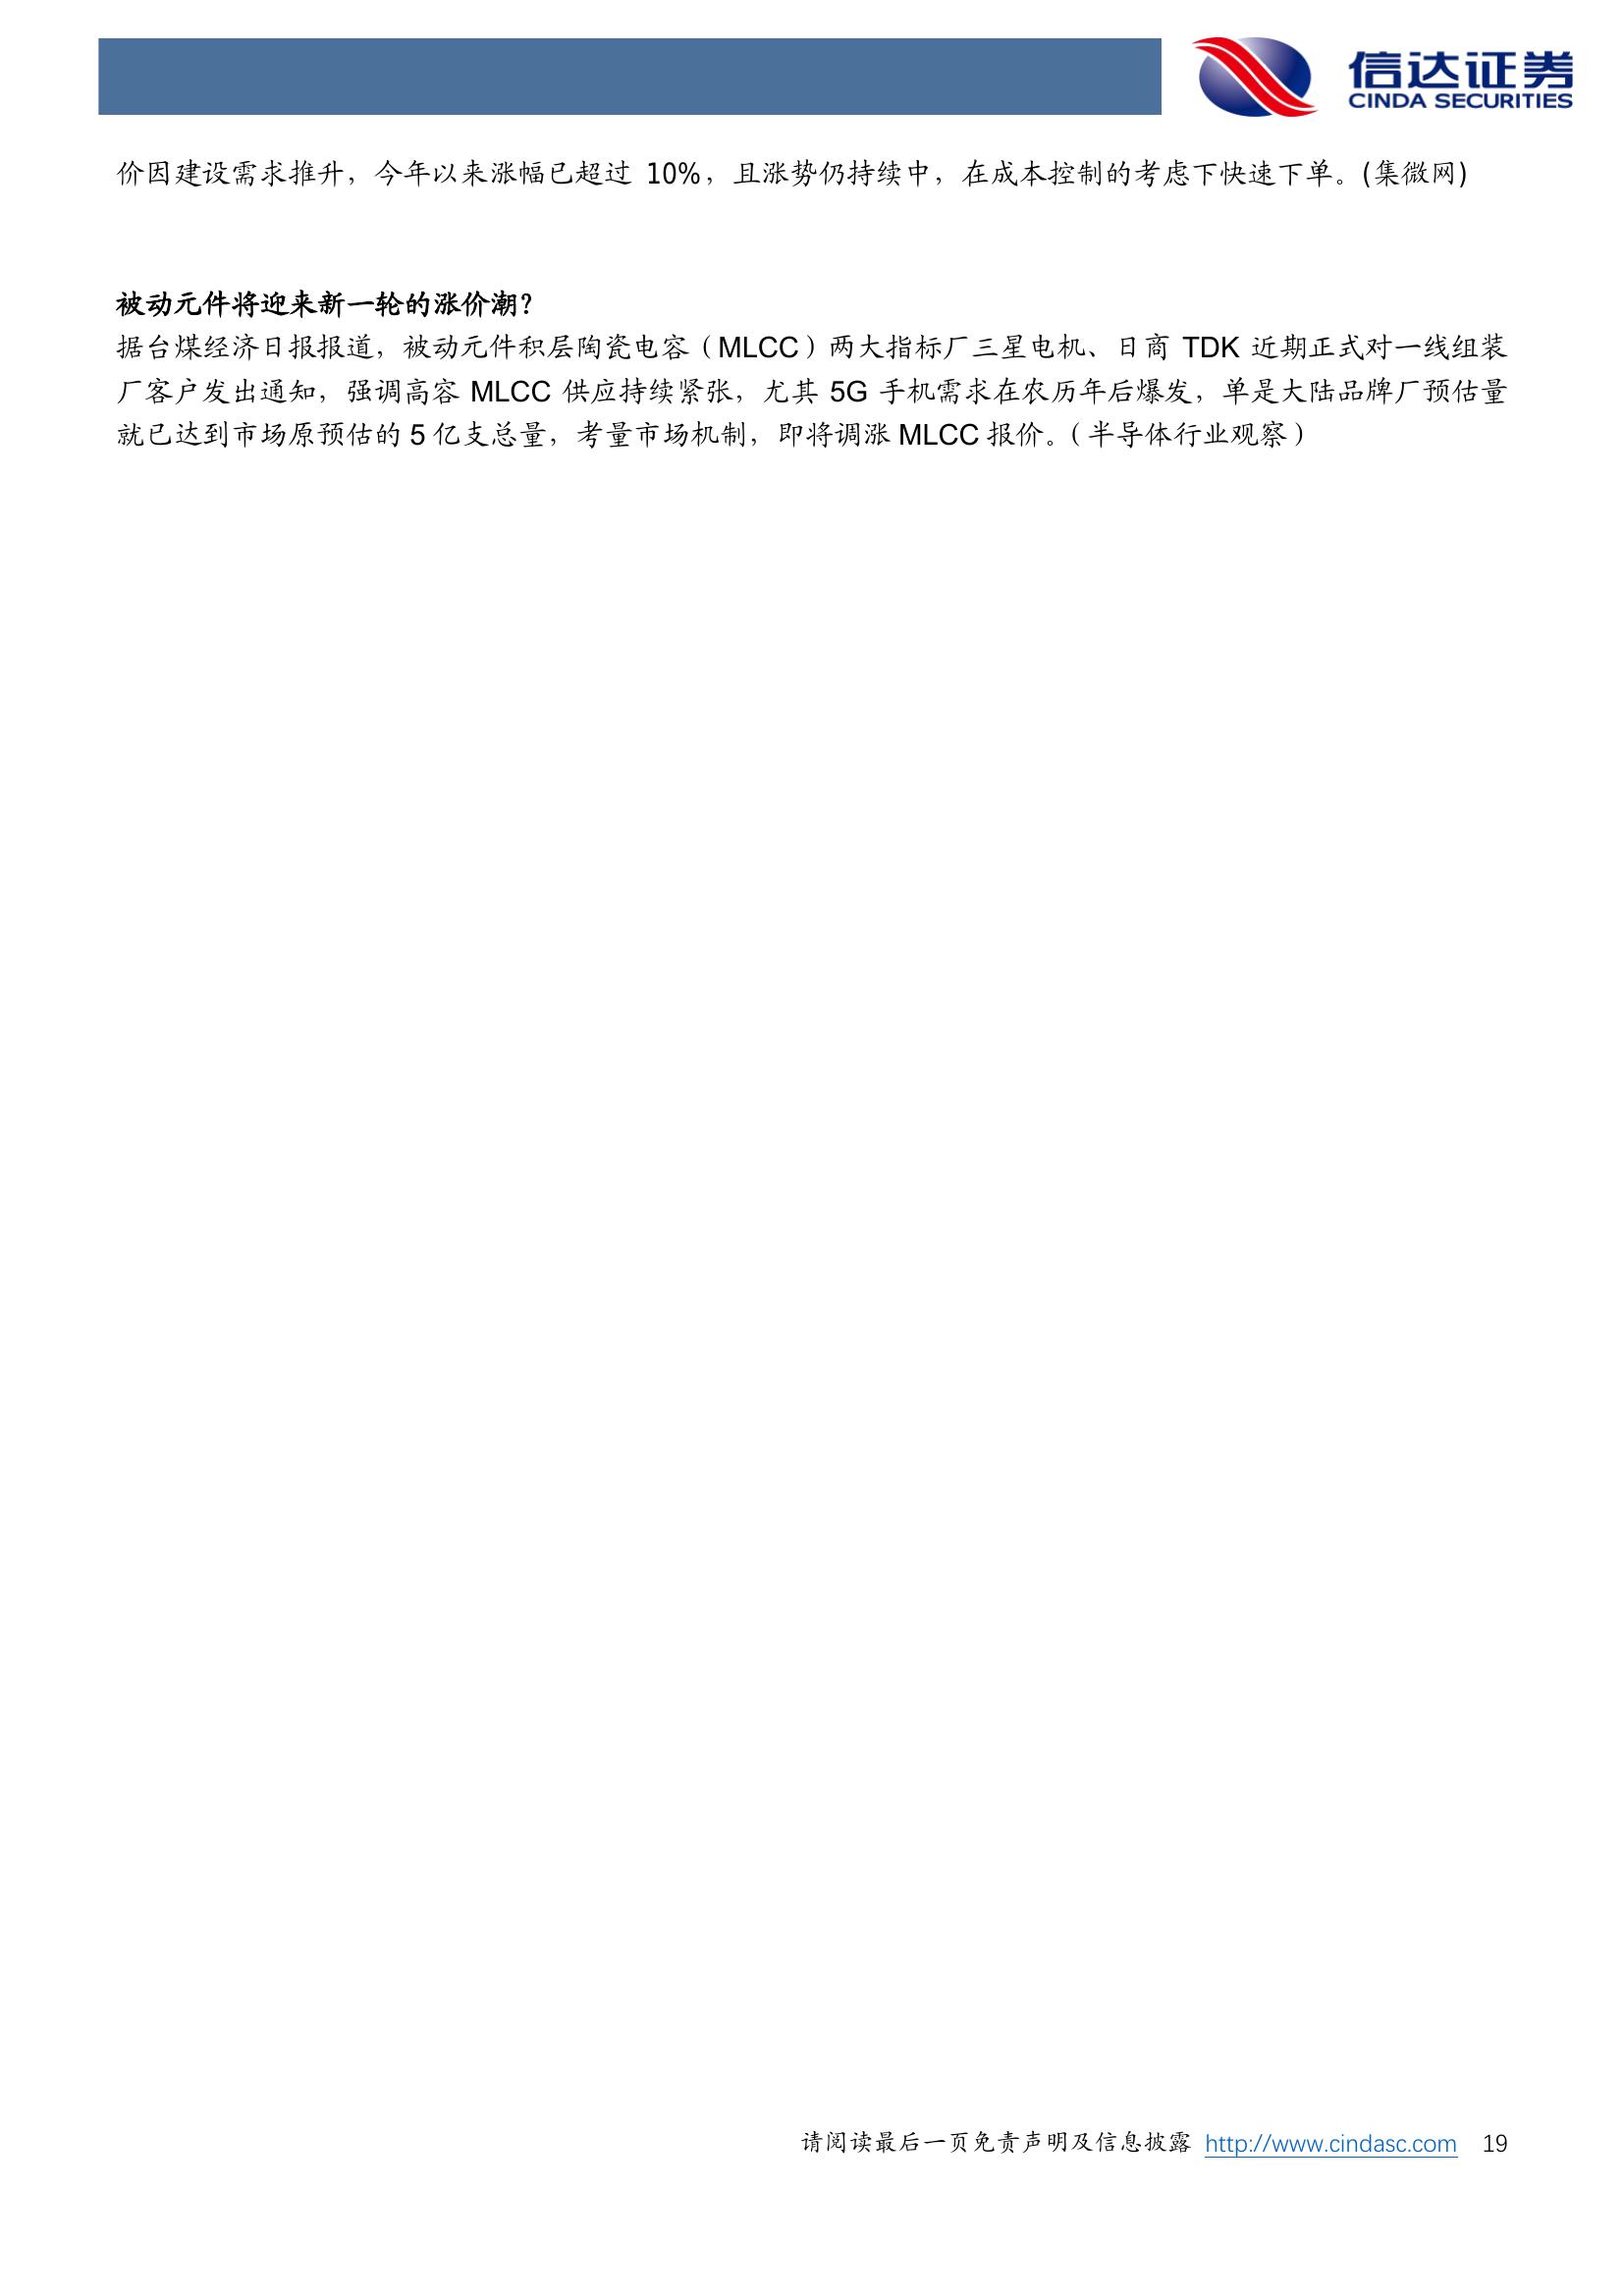 信达证券
CINDA SECURITIES
价因建设需求推升，今年以来涨幅已超过 10%，且涨势仍持续中，在成本控制的考虑下快速下单。(集微网)
被动元件将迎来新一轮的涨价潮？
据台煤经济日报报道，被动元件积层陶瓷电容（MLCC）两大指标厂三星电机、日商 TDK 近期正式对一线组装
厂客户发出通知，强调高容 MLCC 供应持续紧张，尤其 5G 手机需求在农历年后爆发，单是大陆品牌厂预估量
就已达到市场原预估的 5 亿支总量，考量市场机制，即将调涨 MLCC 报价。（半导体行业观察）
请阅读最后一页免责声明及信息披露 http://www.cindasc.com 19